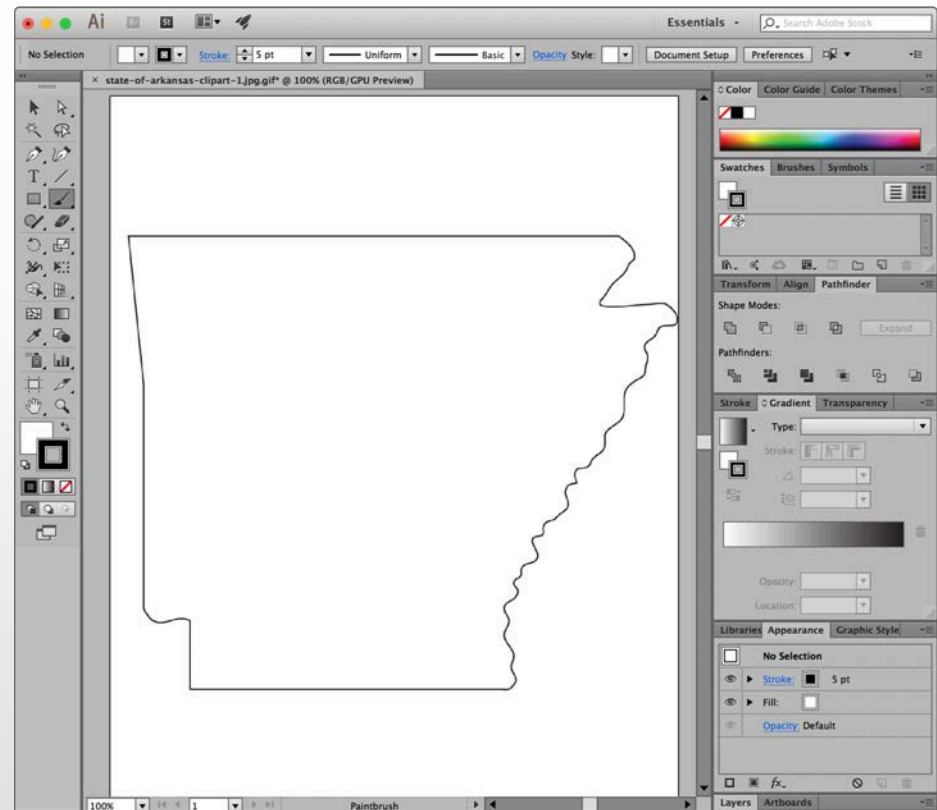 Ai St Essentials Search Adobe Stock
No Selection Stroke: 5 pt Uniform Basic Opacity Style: Document Setup Preferences
× state-of-arkansas-clipart-1.jpg.gif* @ 100% (RGB/GPU Preview)
Color Color Guide Color Themes
Swatches Brushes Symbols
Transform Align Pathfinder
Shape Modes:
Expand
Pathfinders:
Stroke Gradient Transparency
Type:
Stroke:
Opacity:
Location:
Libraries Appearance Graphic Style
No Selection
Stroke: 5 pt
Fill:
Opacity: Default
fx.
100% 1 Paintbrush
Layers Artboards